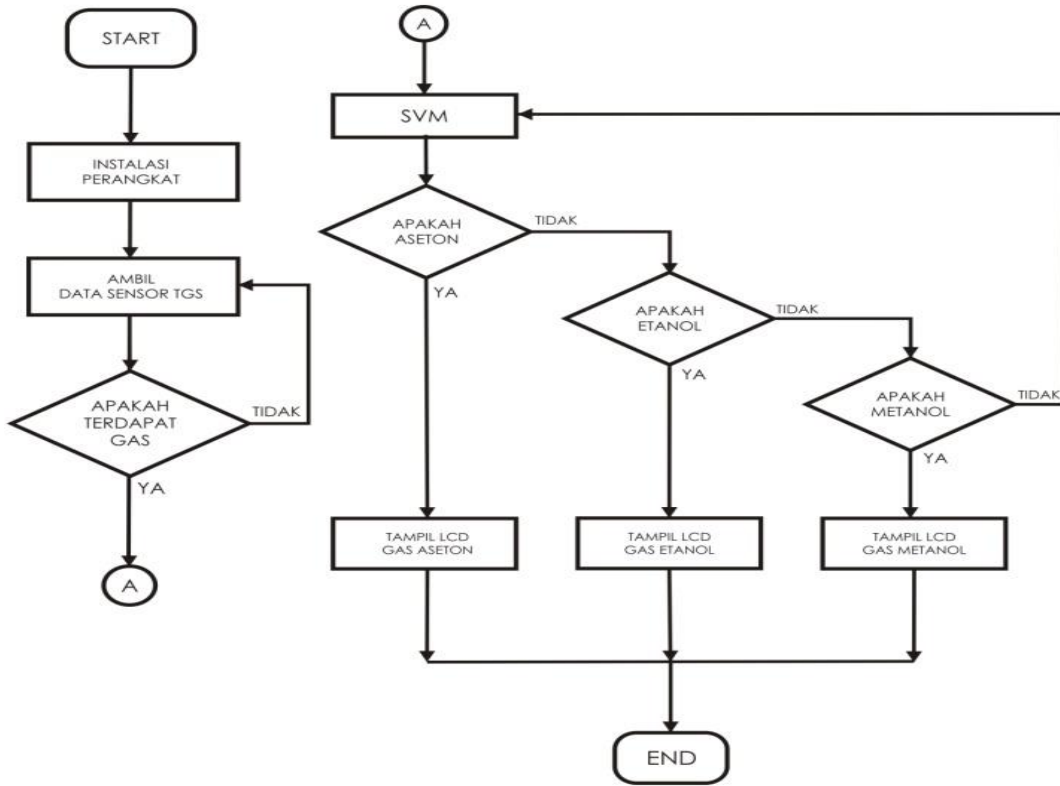 START
INSTALASI
PERANGKAT
AMBIL
DATA SENSOR TGS
APAKAH
TERDAPAT
GAS
TIDAK
YA
A
A
SVM
APAKAH
ASETON
TIDAK
YA
APAKAH
ETANOL
TIDAK
YA
APAKAH
METANOL
TIDAK
YA
TAMPIL LCD
GAS ASETON
TAMPIL LCD
GAS ETANOL
TAMPIL LCD
GAS METANOL
END